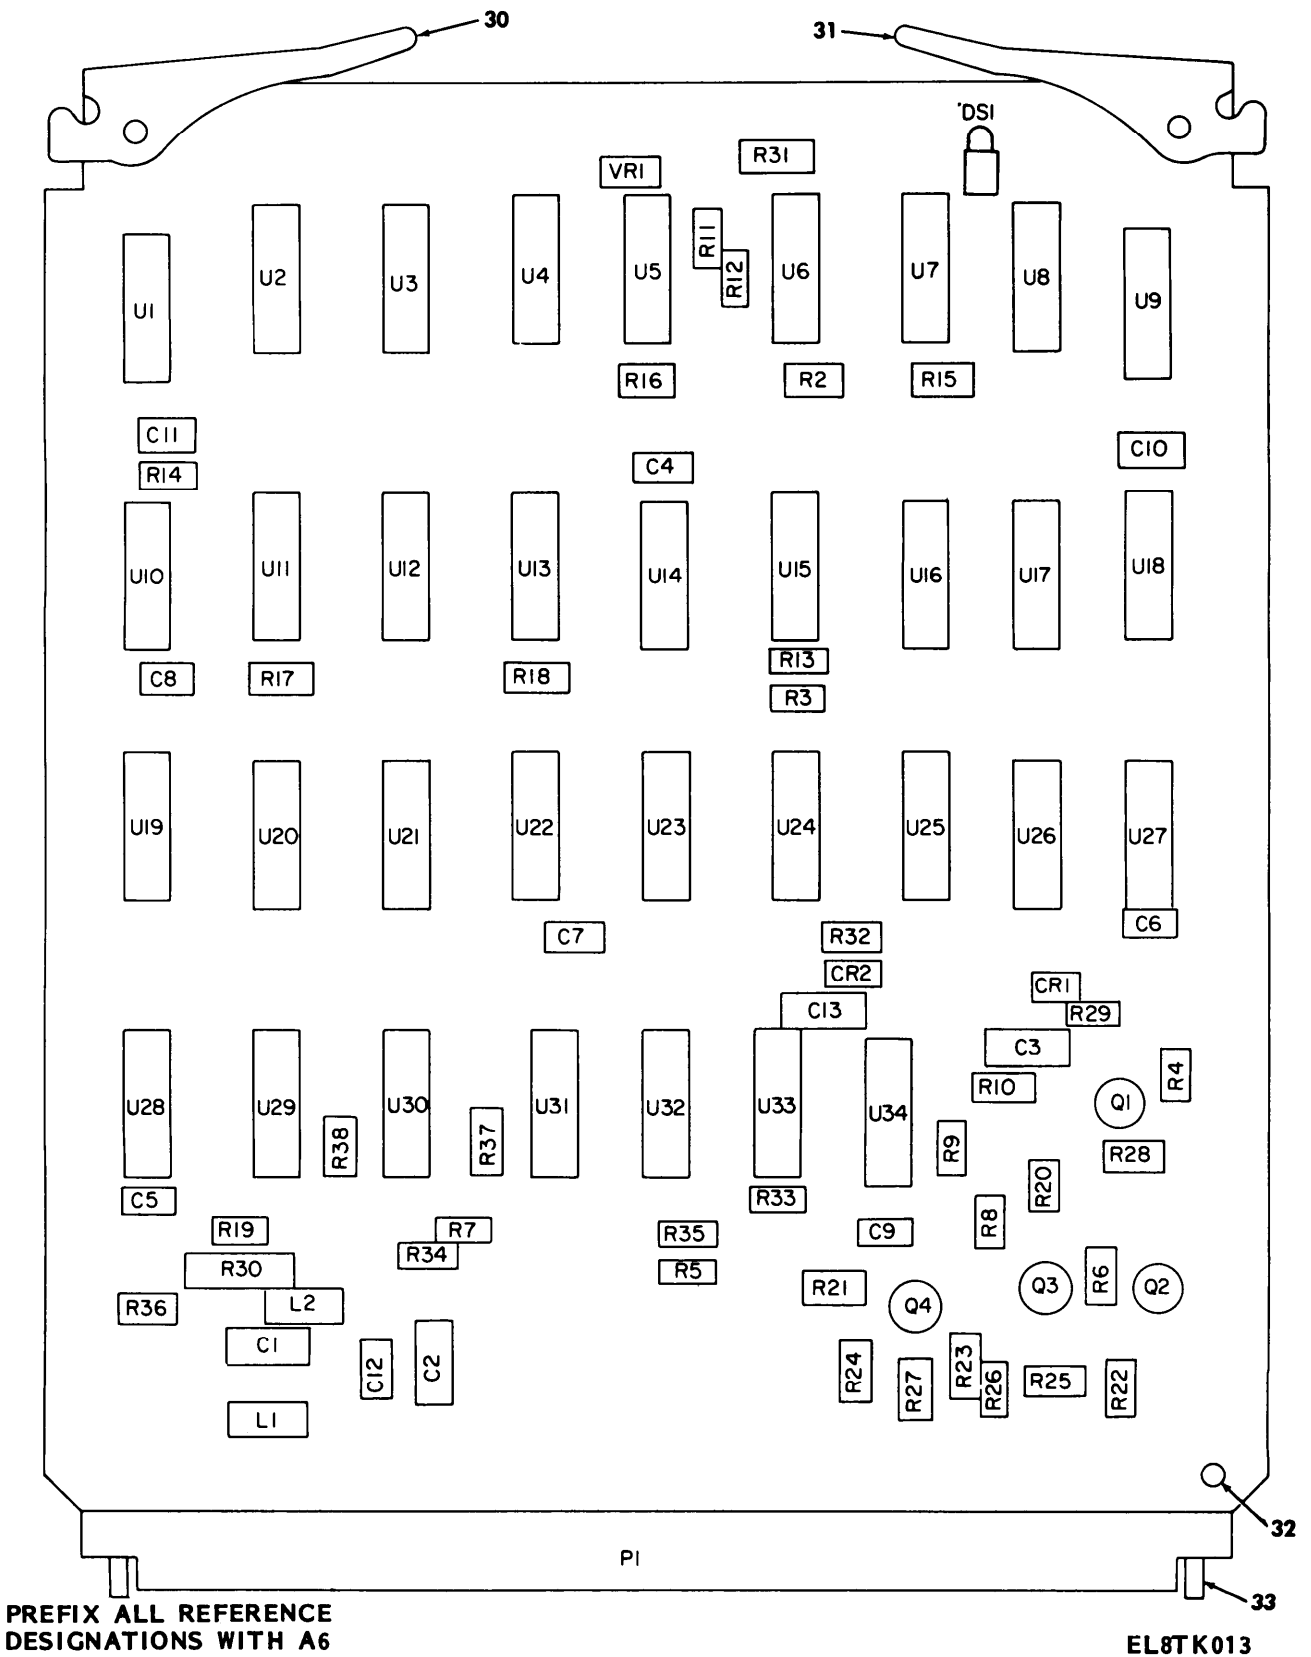 30
31
DS1
R31
VR1
R11
R12
U1
U2
U3
U4
U5
U6
U7
U8
U9
R16
R2
R15
C11
R14
C4
C10
U10
U11
U12
U13
U14
U15
U16
U17
U18
C8
R17
R18
R13
R3
U19
U20
U21
U22
U23
U24
U25
U26
U27
C7
R32
C6
CR2
CR1
C13
R29
C3
R10
R4
U28
U29
R38
U30
R37
U31
U32
U33
U34
R9
Q1
R28
R20
C5
R33
R19
R7
R35
C9
R8
R34
R30
R5
R36
L2
R21
Q4
Q3
R6
Q2
C1
C12
C2
R24
R27
R23
R26
R25
R22
L1
32
P1
33
PREFIX ALL REFERENCE
DESIGNATIONS WITH A6
EL8TK013